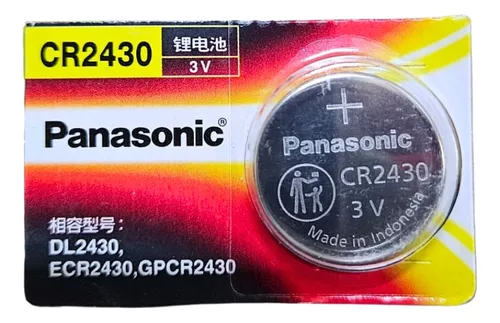 CR2430
锂电池
3V
Panasonic®
相容型号:
DL2430,
ECR2430,GPCR2430
+
Panasonic
CR2430
3 V
Made in Indonesia